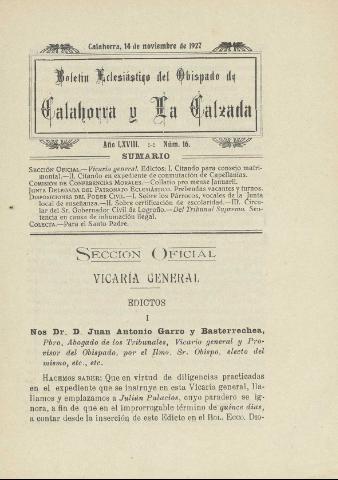 Calahorra, 14 de noviembre de 1927
Boletín Eclesiástico del Obispado de
Calahorra y La Calzada
Año LXVIII. -:- Núm. 16.
SUMARIO
SECCIÓN OFICIAL.—Vicaría general. Edictos: I. Citando para consejo matri-
monial.—II. Citando en expediente de conmutación de Capellanías.
COMISIÓN DE CONFERENCIAS MORALES.—Collatio pro mense Januarii.
JUNTA DELEGADA DEL PATRONATO ECLESIÁSTICO. Prebendas vacantes y turnos.
DISPOSICIONES DEL PODER CIVIL.—I. Sobre los Párrocos, vocales de la Junta
local de enseñanza.—II. Sobre certificación de escolaridad.—III. Circu-
lar del Sr. Gobernador Civil de Logroño.—Del Tribunal Supremo. Sen-
tencia en causa de inhumación ilegal.
COLECTA.—Para el Santo Padre.
SECCION OFICIAL
VICARÍA GENERAL
EDICTOS
I
Nos Dr. D. Juan Antonio Garro y Basterrechea,
Pbro, Abogado de los Tribunales, Vicario general y Pro-
visor del Obispado, por el Ilmo. Sr. Obispo, electo del
mismo, etc., etc.
HACEMOS SABER: Que en virtud de diligencias practicadas
en el expediente que se instruye en esta Vicaría general, lla-
llamos y emplazamos a Julián Palacios, cuyo paradero se ig-
nora, a fin de que en el improrrogable término de quince días,
a contar desde la inserción de este Edicto en el BOL. ECCO. DIO-